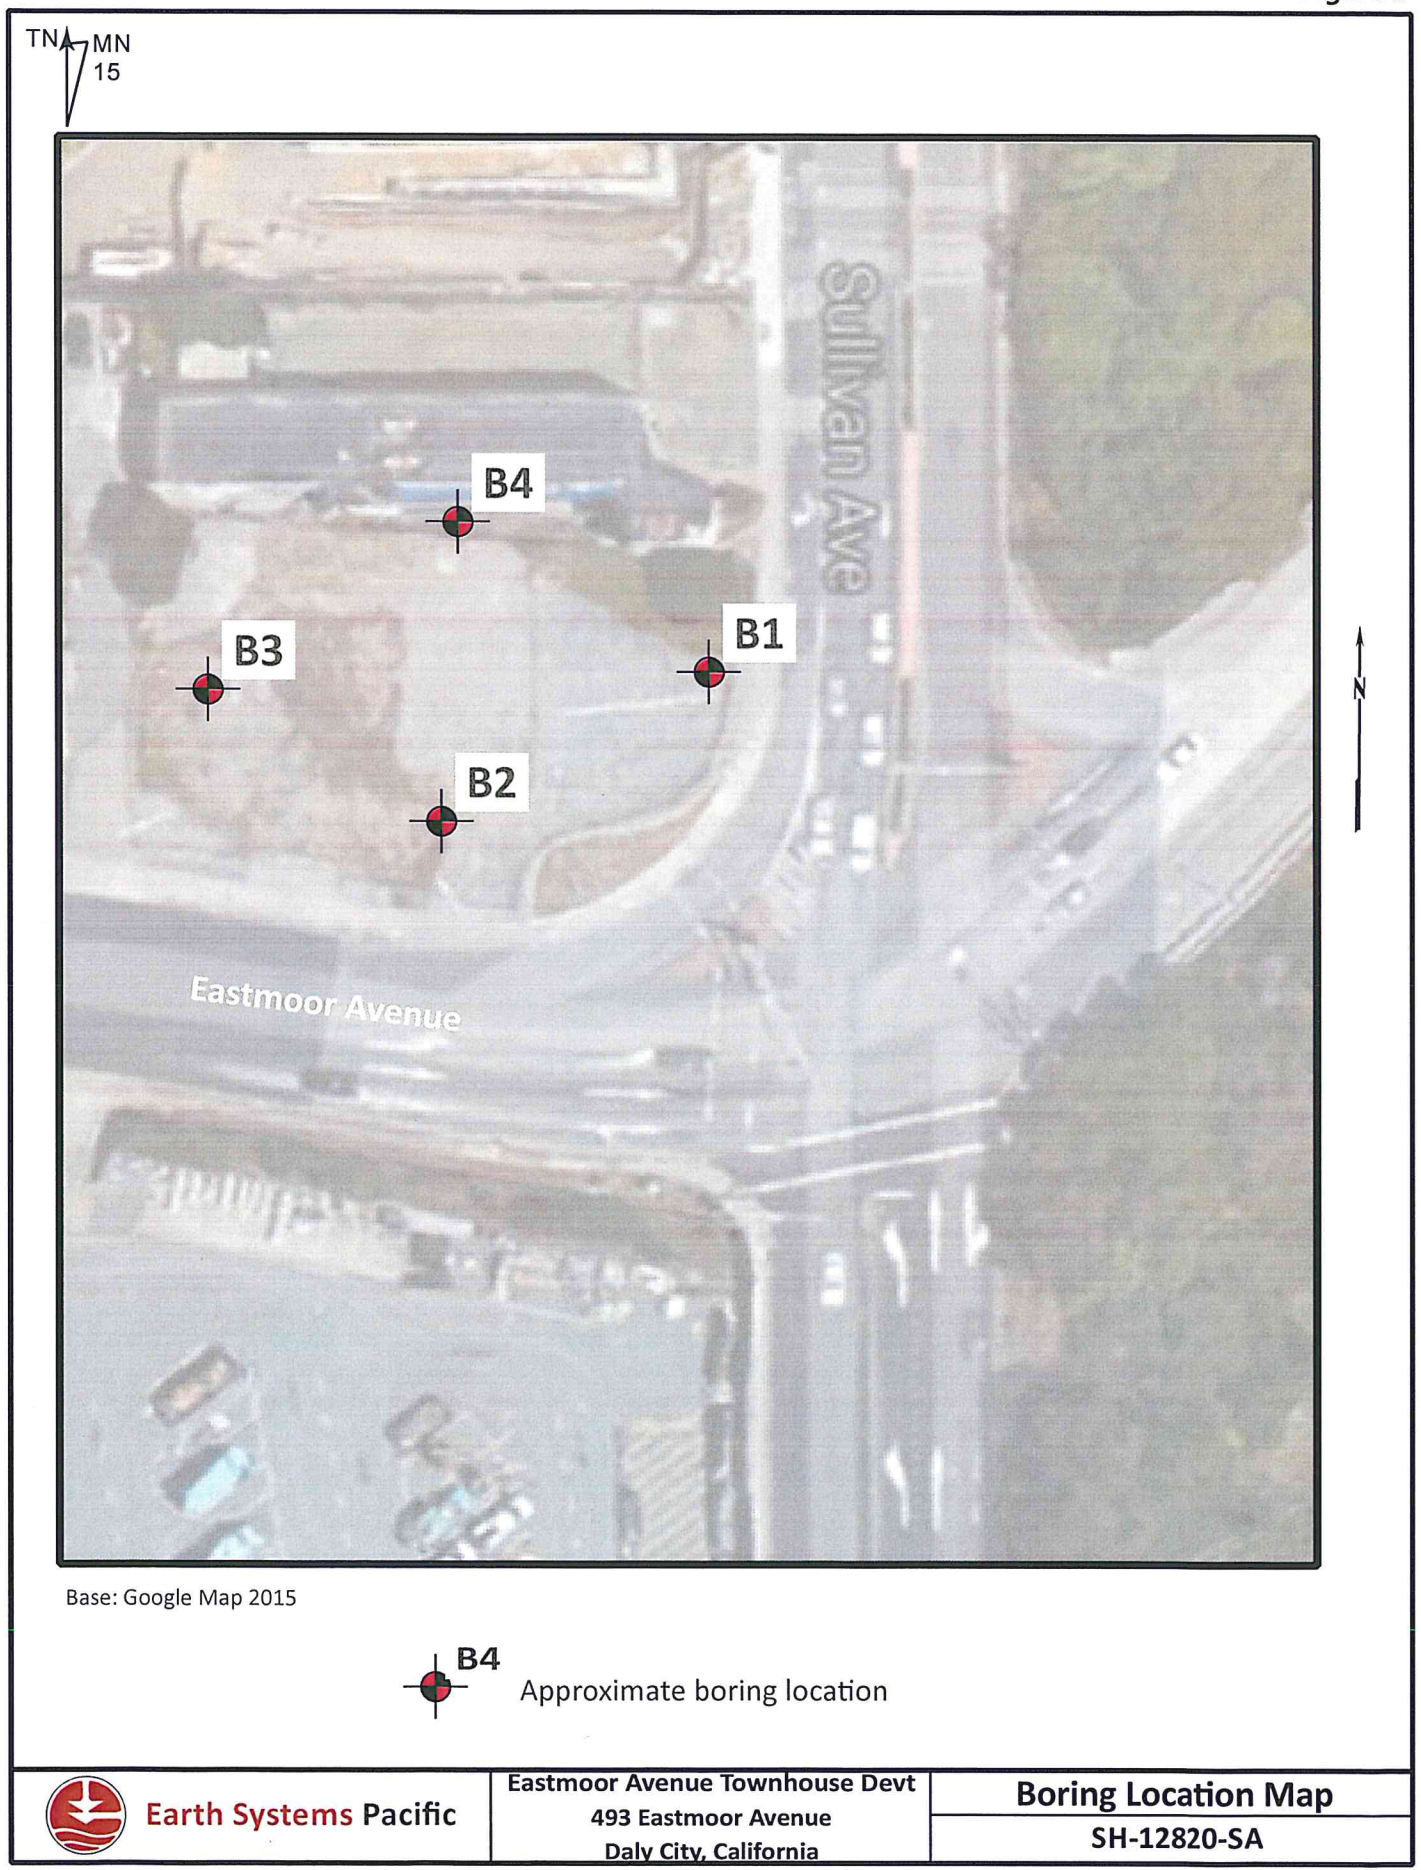 TN MN
15
Sullivan Ave
B4
B1
B3
B2
Eastmoor Avenue
N
Base: Google Map 2015
B4
Approximate boring location
Earth Systems Pacific
Eastmoor Avenue Townhouse Devt
493 Eastmoor Avenue
Daly City, California
Boring Location Map
SH-12820-SA